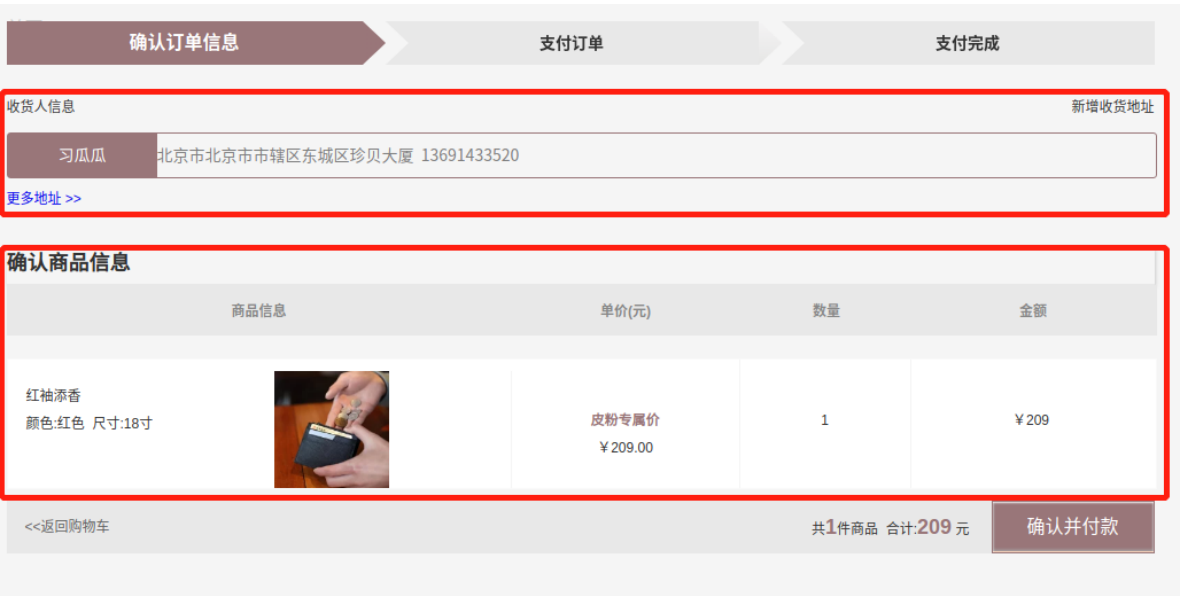 确认订单信息 支付订单 支付完成
收货人信息 新增收货地址
习瓜瓜 北京市北京市市辖区东城区珍贝大厦 13691433520
更多地址 >>
确认商品信息
商品信息 单价(元) 数量 金额
红袖添香
颜色:红色 尺寸:18寸
皮粉专属价
￥209.00
1
￥209
<<返回购物车 共1件商品 合计:209 元 确认并付款